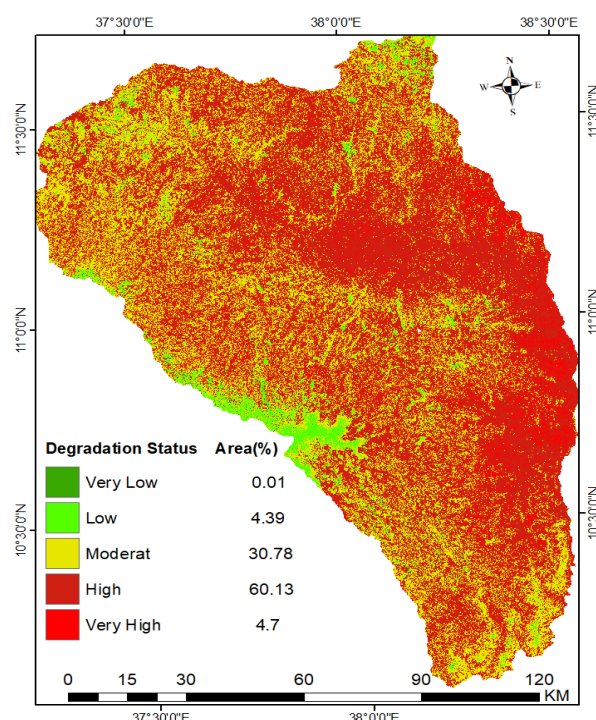 37°30'0"E 38°0'0"E 38°30'0"E
N
W E
S
11°30'0"N 11°30'0"N
11°0'0"N 11°0'0"N
10°30'0"N 10°30'0"N
Degradation Status Area(%)
Very Low 0.01
Low 4.39
Moderat 30.78
High 60.13
Very High 4.7
0 15 30 60 90 120
KM
37°30'0"E 38°0'0"E